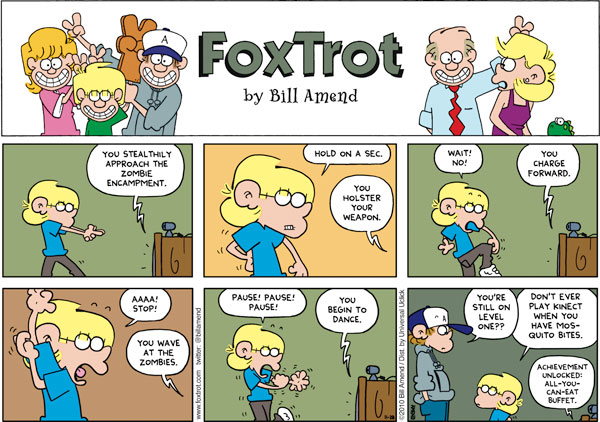 FoxTrot
by Bill Amend
A
YOU STEALTHILY
APPROACH THE
ZOMBIE
ENCAMPMENT.
HOLD ON A SEC.
YOU
HOLSTER
YOUR
WEAPON.
WAIT!
NO!
YOU
CHARGE
FORWARD.
AAAA!
STOP!
YOU WAVE
AT THE
ZOMBIES.
www.foxtrot.com twitter: @billamend
PAUSE! PAUSE!
PAUSE!
YOU
BEGIN TO
DANCE.
11-28
©2010 Bill Amend / Dist. by Universal Uclick
YOU'RE
STILL ON
LEVEL
ONE??
DON'T EVER
PLAY KINECT
WHEN YOU
HAVE MOS-
QUITO BITES.
ACHIEVEMENT
UNLOCKED:
ALL-YOU-
CAN-EAT
BUFFET.